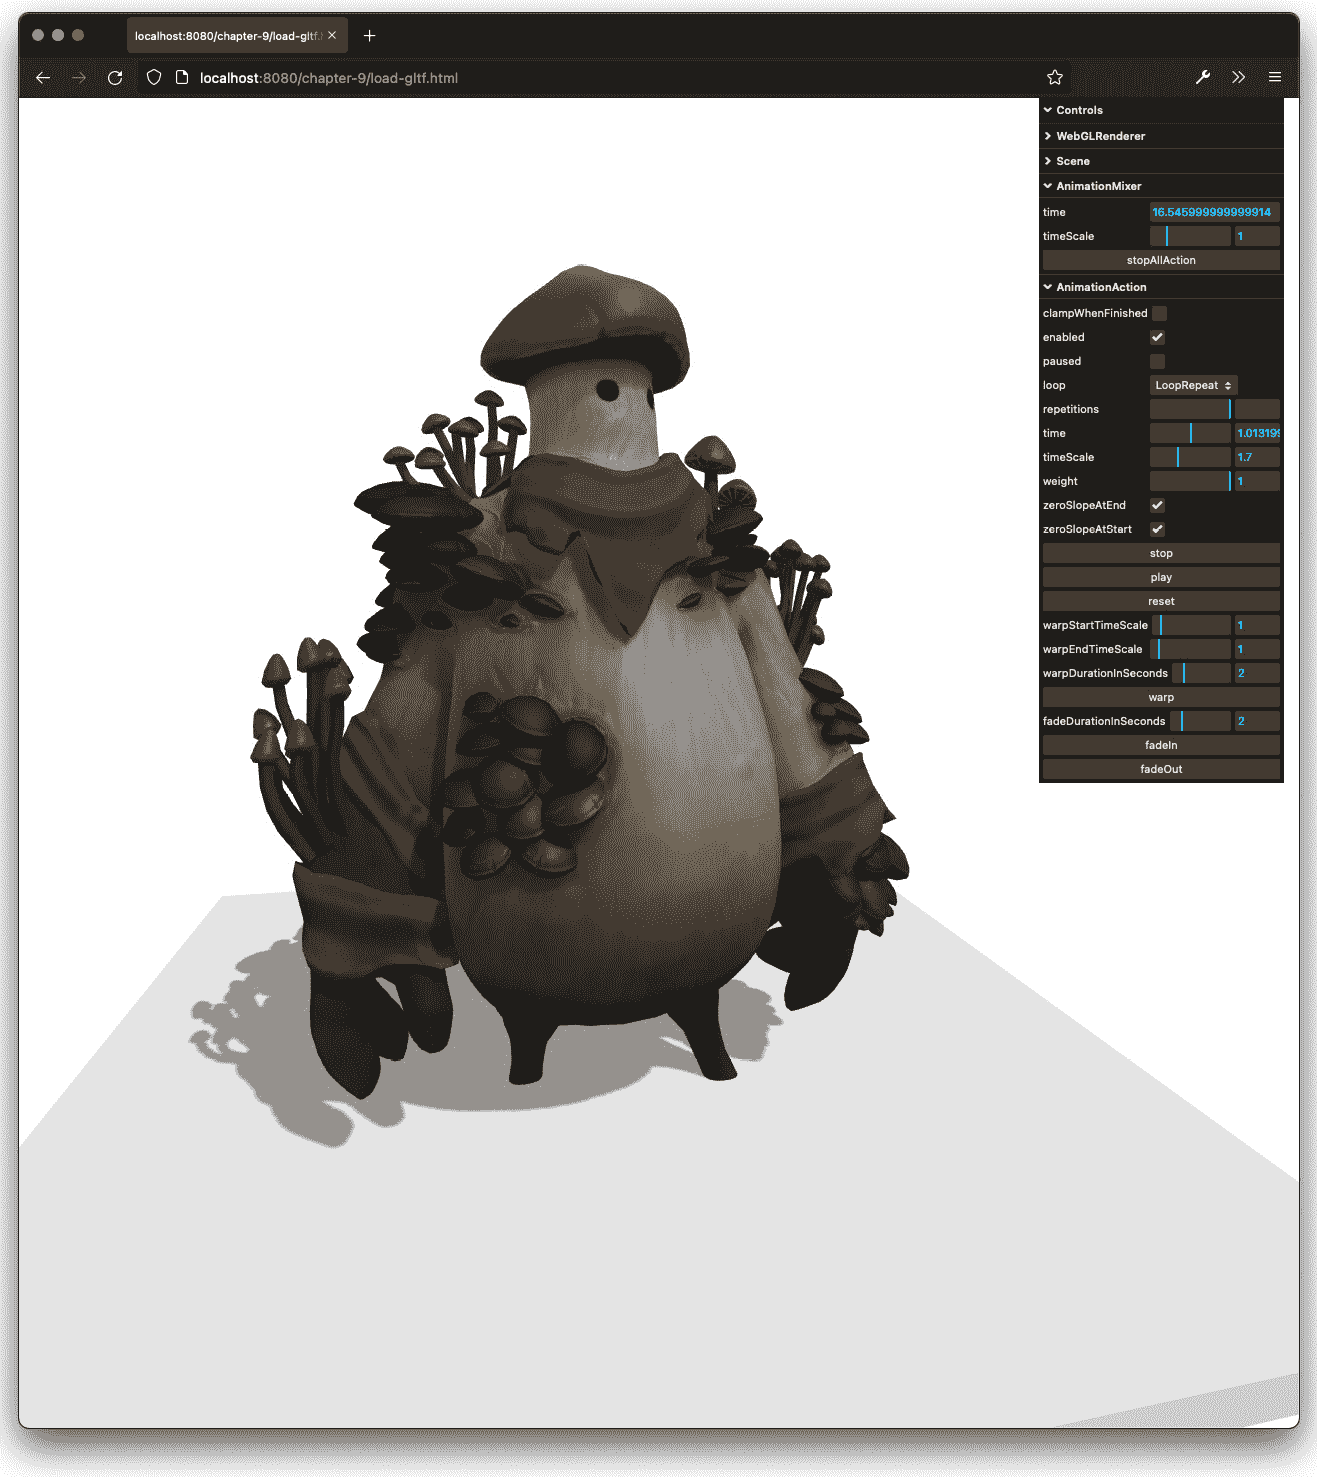 localhost:8080/chapter-9/load-gltf.
localhost:8080/chapter-9/load-gltf.html
Controls
WebGLRenderer
Scene
AnimationMixer
time 16.545999999999914
timeScale 1
stopAllAction
AnimationAction
clampWhenFinished
enabled
paused
loop LoopRepeat
repetitions
time 1.01319
timeScale 1.7
weight 1
zeroSlopeAtEnd
zeroSlopeAtStart
stop
play
reset
warpStartTimeScale 1
warpEndTimeScale 1
warpDurationInSeconds 2
warp
fadeDurationInSeconds 2
fadeIn
fadeOut